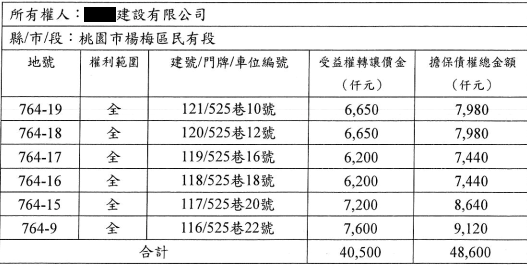 所有權人：建設有限公司
縣/市/段：桃園市楊梅區民有段
地號 權利範圍 建號/門牌/車位編號 受益權轉讓價金 擔保債權總金額
(仟元) (仟元)
764-19 全 121/525巷10號 6,650 7,980
764-18 全 120/525巷12號 6,650 7,980
764-17 全 119/525巷16號 6,200 7,440
764-16 全 118/525巷18號 6,200 7,440
764-15 全 117/525巷20號 7,200 8,640
764-9 全 116/525巷22號 7,600 9,120
合計 40,500 48,600